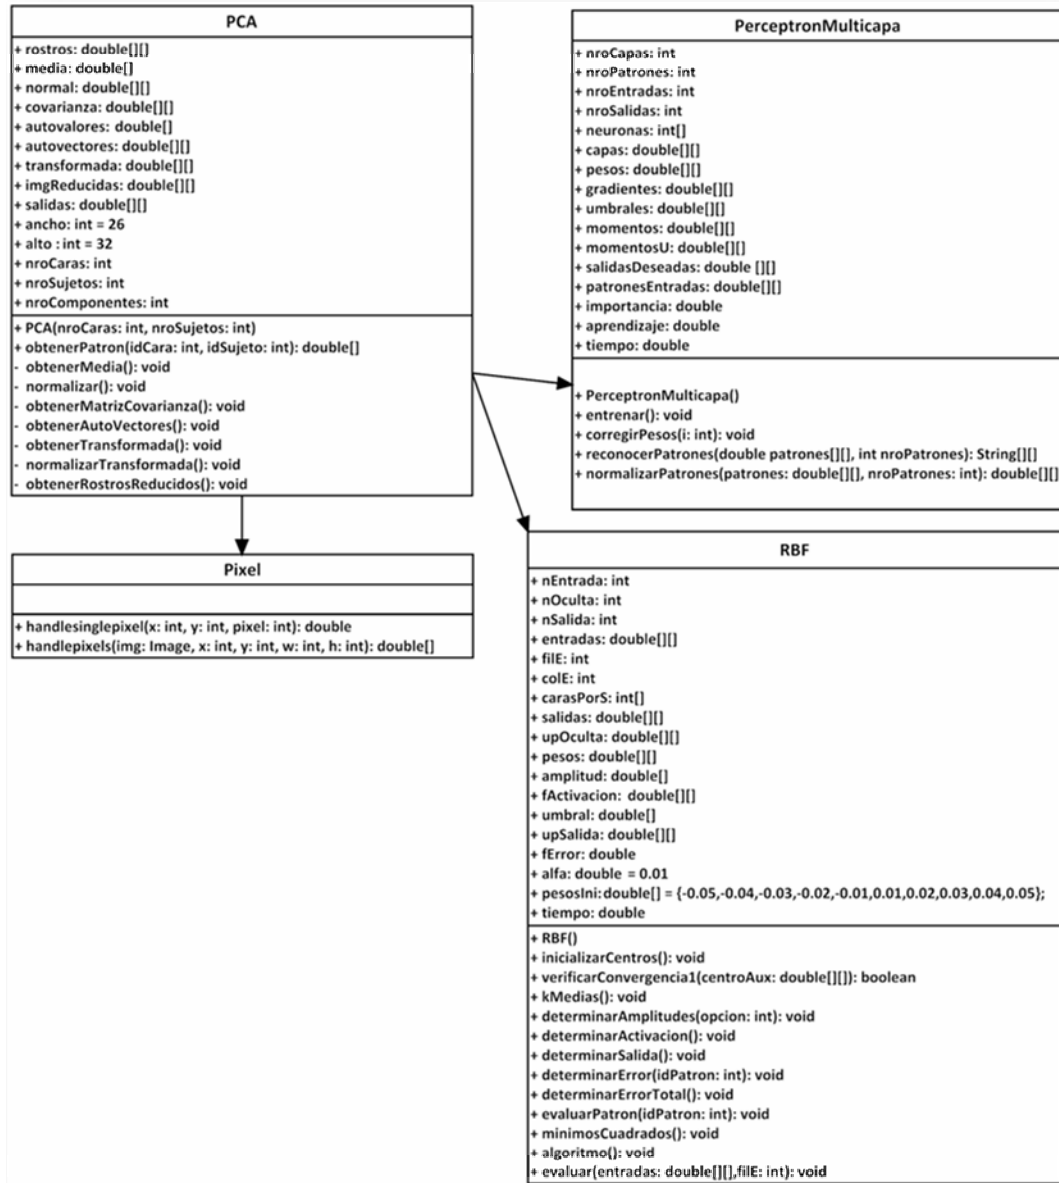 PCA
+ rostros: double[][]
+ media: double[]
+ normal: double[][]
+ covarianza: double[][]
+ autovalores: double[]
+ autovectores: double[][]
+ transformada: double[][]
+ imgReducidas: double[][]
+ salidas: double[][]
+ ancho: int = 26
+ alto : int = 32
+ nroCaras: int
+ nroSujetos: int
+ nroComponentes: int
+ PCA(nroCaras: int, nroSujetos: int)
+ obtenerPatron(idCara: int, idSujeto: int): double[]
- obtenerMedia(): void
- normalizar(): void
- obtenerMatrizCovarianza(): void
- obtenerAutoVectores(): void
- obtenerTransformada(): void
- normalizarTransformada(): void
- obtenerRostrosReducidos(): void
PerceptronMulticapa
+ nroCapas: int
+ nroPatrones: int
+ nroEntradas: int
+ nroSalidas: int
+ neuronas: int[]
+ capas: double[][]
+ pesos: double[][]
+ gradientes: double[][]
+ umbrales: double[][]
+ momentos: double[][]
+ momentosU: double[][]
+ salidasDeseadas: double [][]
+ patronesEntradas: double[][]
+ importancia: double
+ aprendizaje: double
+ tiempo: double
+ PerceptronMulticapa()
+ entrenar(): void
+ corregirPesos(i: int): void
+ reconocerPatrones(double patrones[][], int nroPatrones): String[][]
+ normalizarPatrones(patrones: double[][], nroPatrones: int): double[][]
Pixel
+ handlesinglepixel(x: int, y: int, pixel: int): double
+ handlepixels(img: Image, x: int, y: int, w: int, h: int): double[]
RBF
+ nEntrada: int
+ nOculta: int
+ nSalida: int
+ entradas: double[][]
+ filE: int
+ colE: int
+ carasPorS: int[]
+ salidas: double[][]
+ upOculta: double[][]
+ pesos: double[][]
+ amplitud: double[]
+ fActivacion: double[][]
+ umbral: double[]
+ upSalida: double[][]
+ fError: double
+ alfa: double = 0.01
+ pesosIni:double[] = {-0.05,-0.04,-0.03,-0.02,-0.01,0.01,0.02,0.03,0.04,0.05};
+ tiempo: double
+ RBF()
+ inicializarCentros(): void
+ verificarConvergencia1(centroAux: double[][]): boolean
+ kMedias(): void
+ determinarAmplitudes(opcion: int): void
+ determinarActivacion(): void
+ determinarSalida(): void
+ determinarError(idPatron: int): void
+ determinarErrorTotal(): void
+ evaluarPatron(idPatron: int): void
+ minimosCuadrados(): void
+ algoritmo(): void
+ evaluar(entradas: double[][],filE: int): void